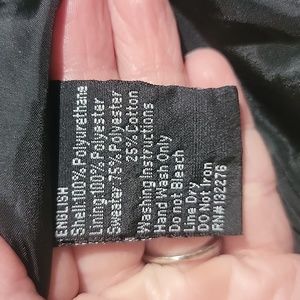 ENGLISH
Shell:100% Polyurethane
Lining:100% Polyester
Sweater:75% Polyester
25% Cotton
Washing Instructions:
Hand Wash Only
Do not Bleach
Line Dry
DO Not Iron
RN#132276